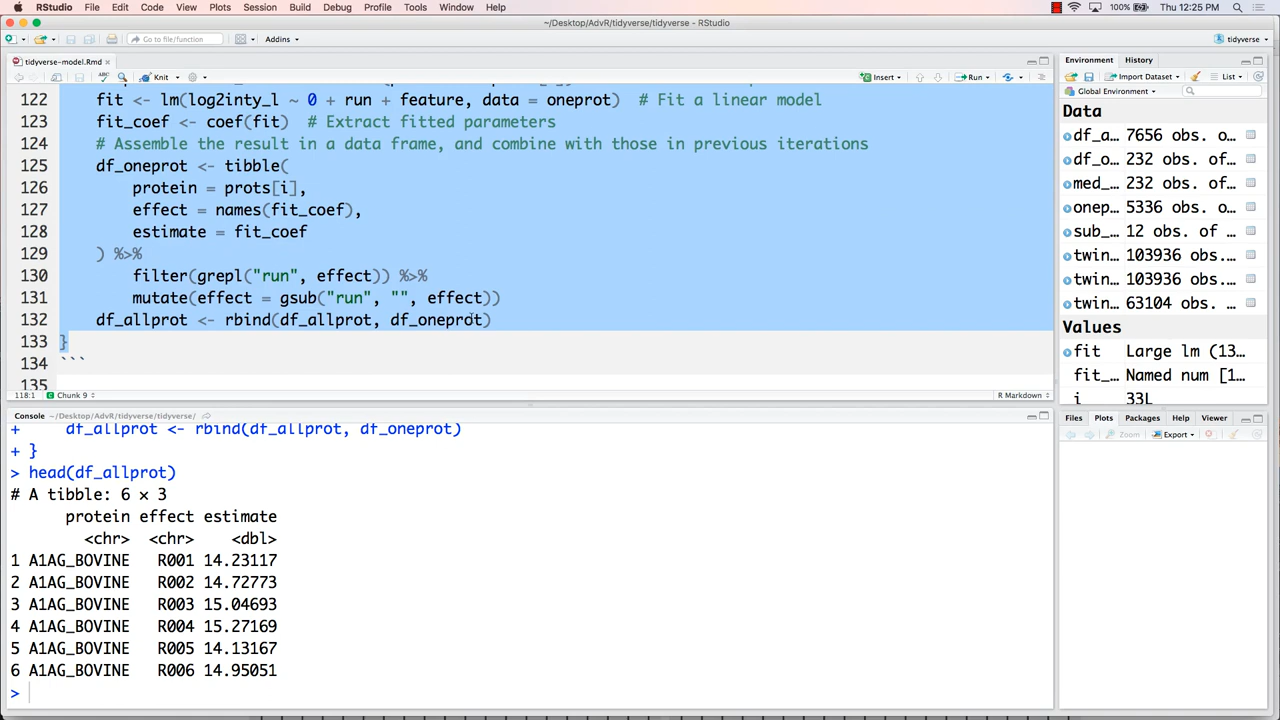 RStudio File Edit Code View Plots Session Build Debug Profile Tools Window Help 100% Thu 12:25 PM
~/Desktop/AdvR/tidyverse/tidyverse - RStudio
Go to file/function Addins tidyverse
tidyverse-model.Rmd
Knit Insert Run
122 fit <- lm(log2inty_l ~ 0 + run + feature, data = oneprot) # Fit a linear model
123 fit_coef <- coef(fit) # Extract fitted parameters
124 # Assemble the result in a data frame, and combine with those in previous iterations
125 df_oneprot <- tibble(
126 protein = prots[i],
127 effect = names(fit_coef),
128 estimate = fit_coef
129 ) %>%
130 filter(grepl("run", effect)) %>%
131 mutate(effect = gsub("run", "", effect))
132 df_allprot <- rbind(df_allprot, df_oneprot)
133 }
134 ```
135
118:1 Chunk 9 R Markdown
Console ~/Desktop/AdvR/tidyverse/tidyverse/
+ df_allprot <- rbind(df_allprot, df_oneprot)
+ }
> head(df_allprot)
# A tibble: 6 × 3
protein effect estimate
<chr> <chr> <dbl>
1 A1AG_BOVINE R001 14.23117
2 A1AG_BOVINE R002 14.72773
3 A1AG_BOVINE R003 15.04693
4 A1AG_BOVINE R004 15.27169
5 A1AG_BOVINE R005 14.13167
6 A1AG_BOVINE R006 14.95051
>
Environment History
Import Dataset List
Global Environment
Data
df_a... 7656 obs. o...
df_o... 232 obs. of...
med_... 232 obs. of...
onep... 5336 obs. o...
sub_... 12 obs. of ...
twin... 103936 obs...
twin... 103936 obs...
twin... 63104 obs. ...
Values
fit Large lm (13...
fit_... Named num [1...
i 33L
Files Plots Packages Help Viewer
Zoom Export